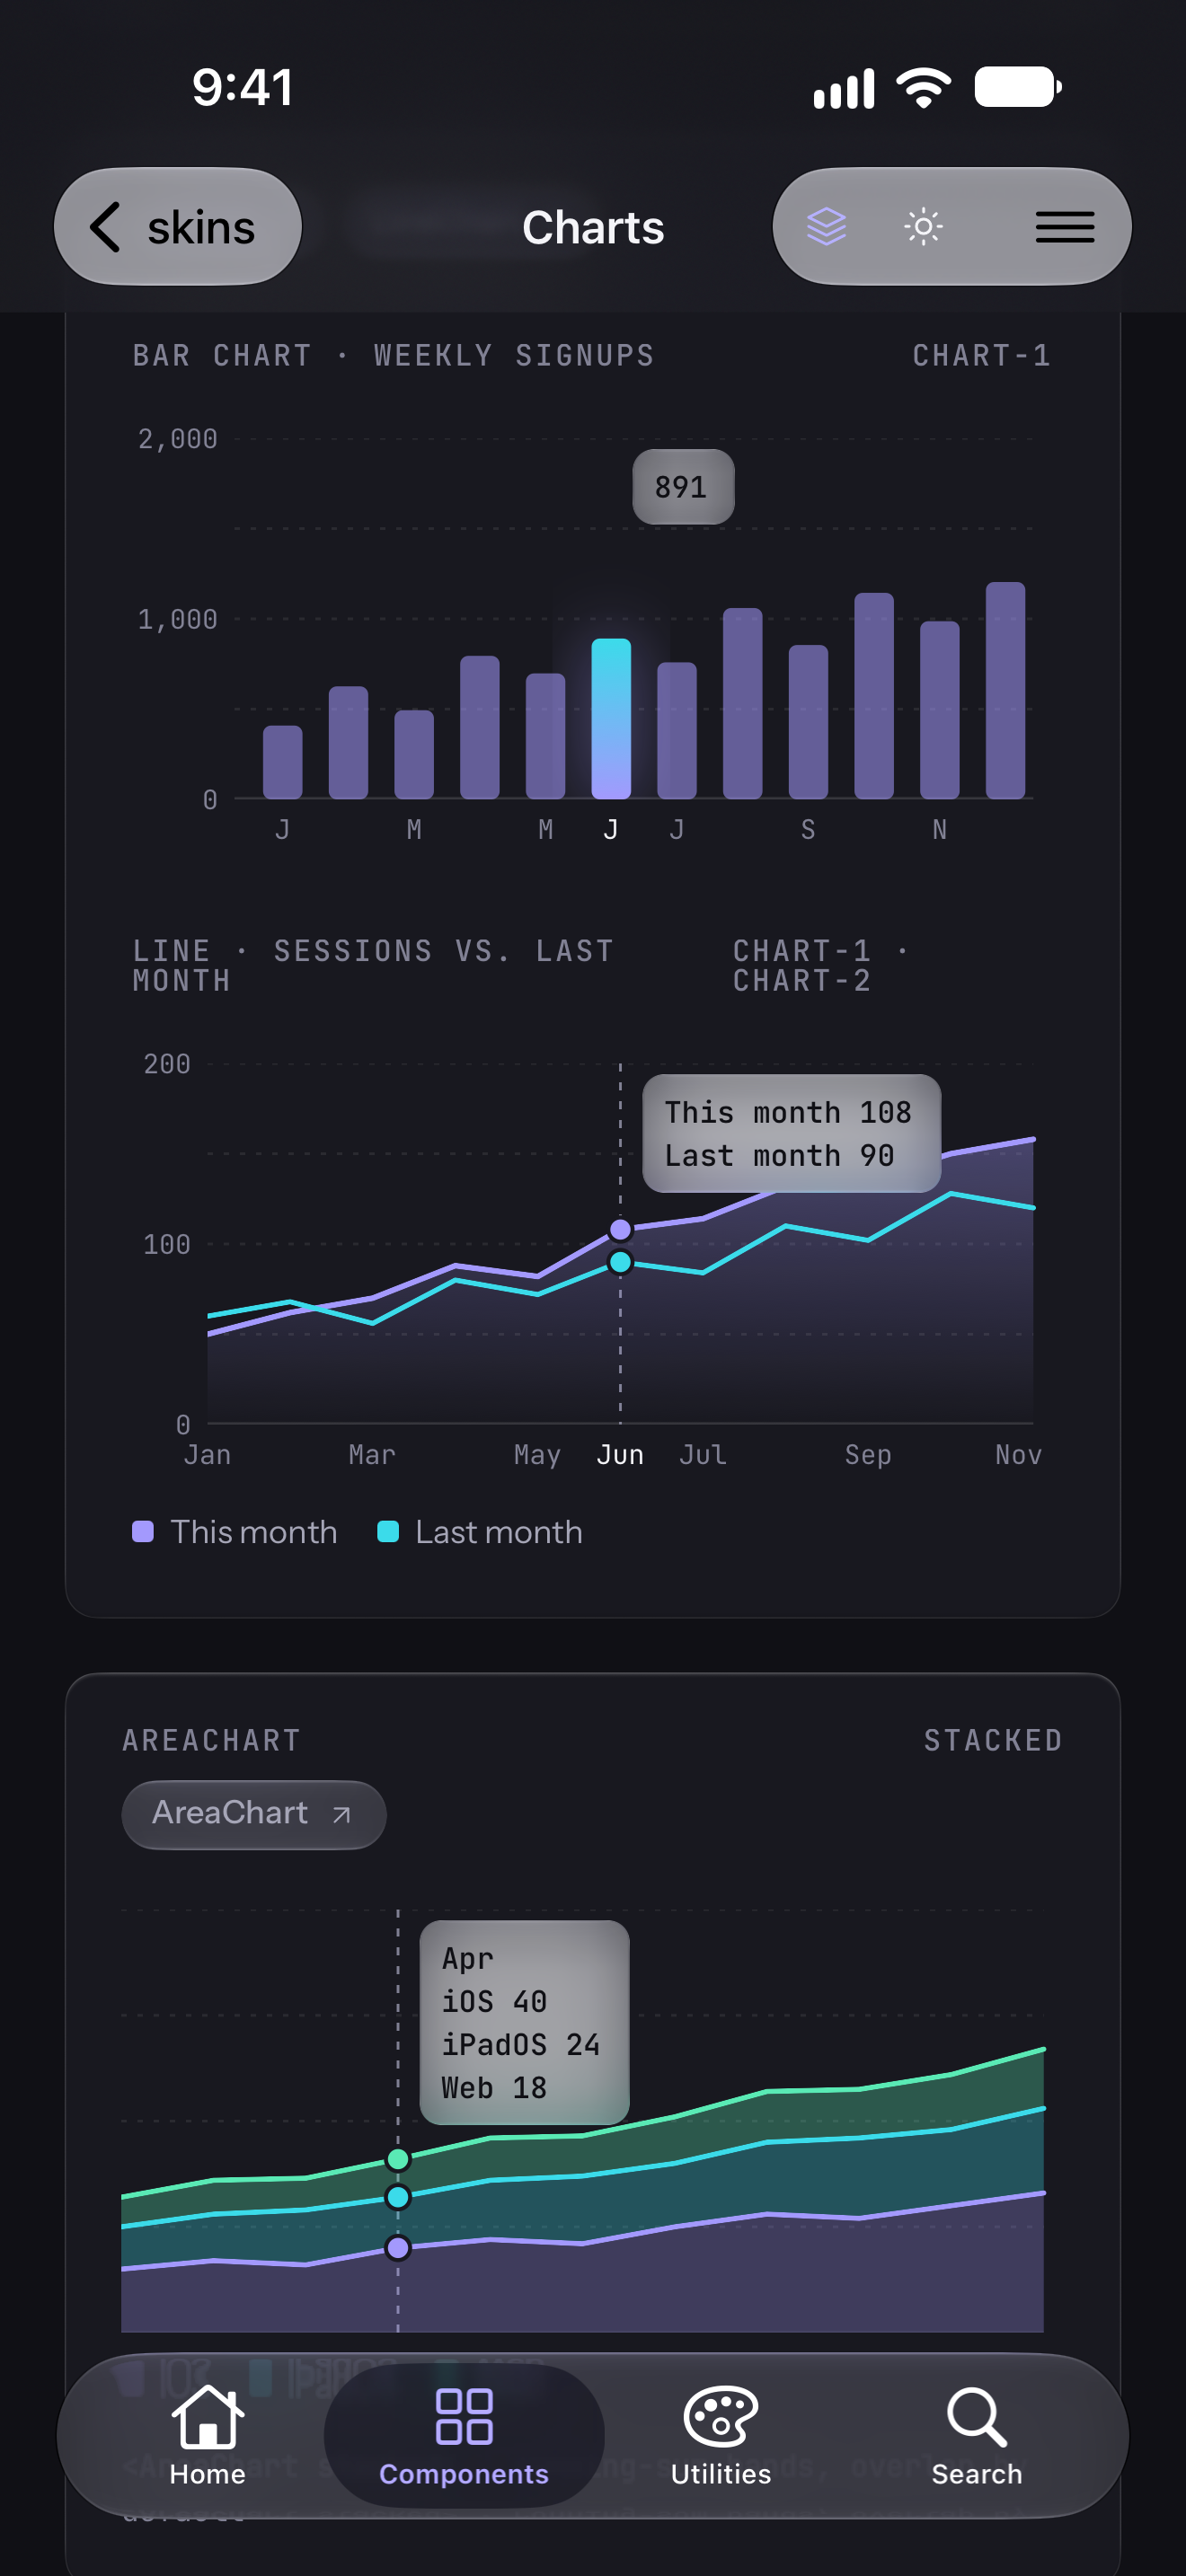 9:41
skins
Charts
BAR CHART · WEEKLY SIGNUPS
CHART-1
2,000
891
1,000
0
J M M J J S N
LINE · SESSIONS VS. LAST
MONTH
CHART-1 ·
CHART-2
200
This month 108
Last month 90
100
0
Jan Mar May Jun Jul Sep Nov
This month Last month
AREACHART
STACKED
AreaChart
Apr
iOS 40
iPadOS 24
Web 18
Home
Components
Utilities
Search